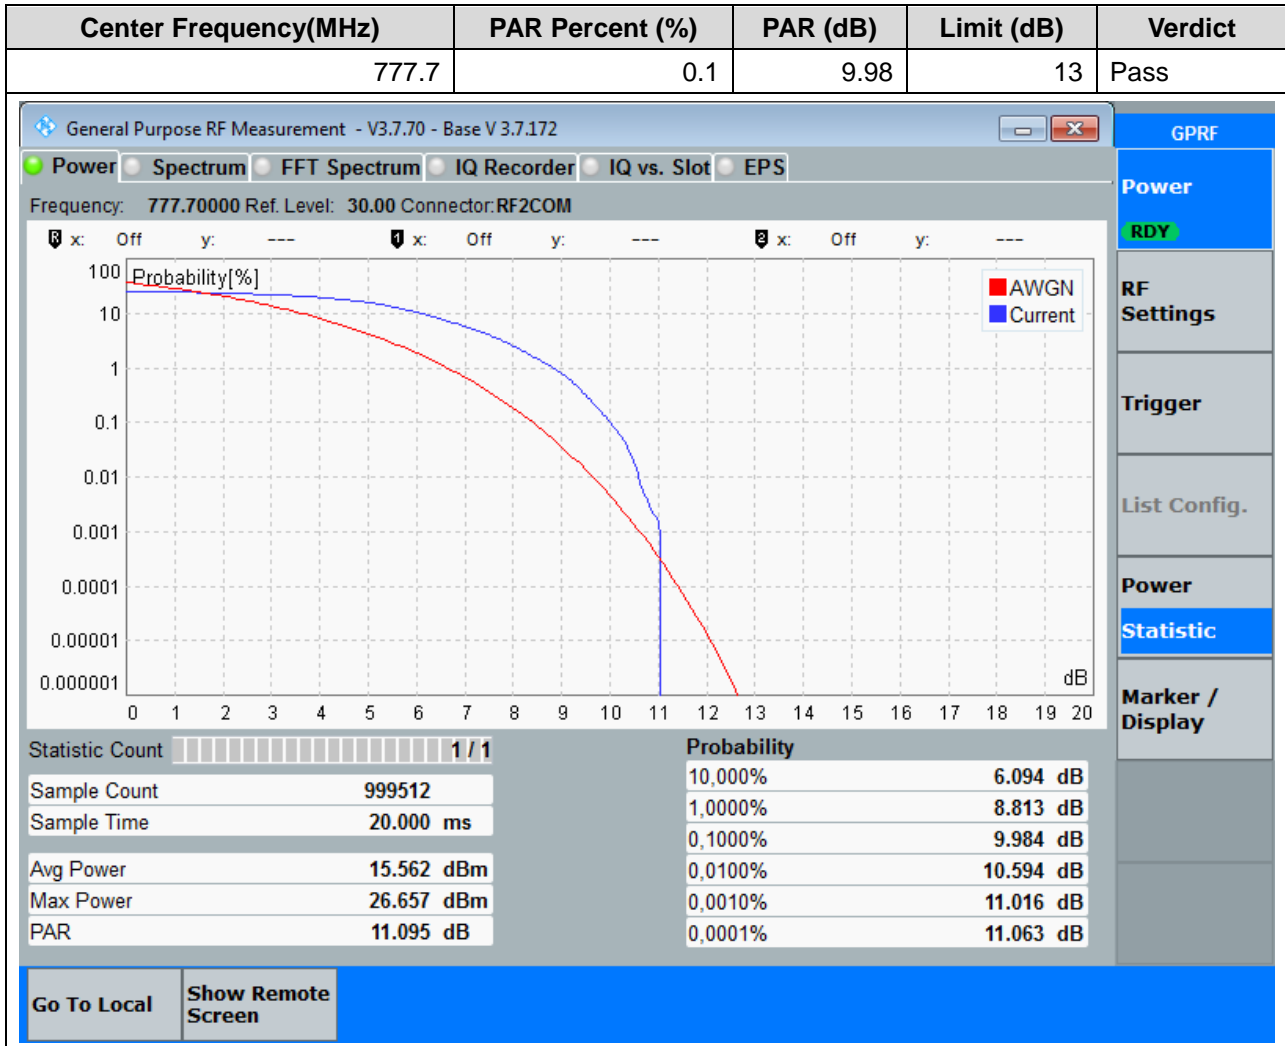 Center Frequency(MHz) PAR Percent (%) PAR (dB) Limit (dB) Verdict
777.7 0.1 9.98 13 Pass
General Purpose RF Measurement - V3.7.70 - Base V 3.7.172
GPRF
Power Spectrum FFT Spectrum IQ Recorder IQ vs. Slot EPS
Power
RDY
Frequency: 777.70000 Ref. Level: 30.00 Connector:RF2COM
R x: Off y: --- 1 x: Off y: --- 2 x: Off y: ---
Probability[%]
AWGN
Current
100
10
1
0.1
0.01
0.001
0.0001
0.00001
0.000001
dB
0 1 2 3 4 5 6 7 8 9 10 11 12 13 14 15 16 17 18 19 20
RF
Settings
Trigger
List Config.
Power
Statistic
Marker /
Display
Statistic Count 1 / 1
Sample Count 999512
Sample Time 20.000 ms
Avg Power 15.562 dBm
Max Power 26.657 dBm
PAR 11.095 dB
Probability
10,000% 6.094 dB
1,0000% 8.813 dB
0,1000% 9.984 dB
0,0100% 10.594 dB
0,0010% 11.016 dB
0,0001% 11.063 dB
Go To Local
Show Remote
Screen